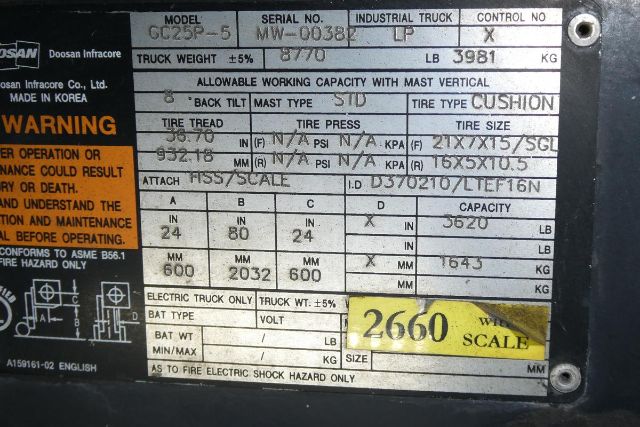 OOSAN Doosan Infracore
Doosan Infracore Co., Ltd.
MADE IN KOREA
WARNING
ER OPERATION OR
NANCE COULD RESULT
RY OR DEATH.
AND UNDERSTAND THE
TION AND MAINTENANCE
AL BEFORE OPERATING.
CONFORMS TO ASME B56.1
FIRE HAZARD ONLY
C
A B
D
A159161-02 ENGLISH
MODEL SERIAL NO. INDUSTRIAL TRUCK CONTROL NO
GC25P-5 MW-00382 LP X
TRUCK WEIGHT ±5% 8770 LB 3981 KG
ALLOWABLE WORKING CAPACITY WITH MAST VERTICAL
8 °BACK TILT MAST TYPE STD TIRE TYPE CUSHION
TIRE TREAD TIRE PRESS TIRE SIZE
36.70 IN (F) N/A PSI N/A KPA (F) 21X7X15/SGL
932.18 MM (R) N/A PSI N/A KPA (R) 16X5X10.5
ATTACH HSS/SCALE I.D D370210/LTEF16N
A B C D CAPACITY
IN IN IN X IN 3620 LB
24 80 24
MM MM MM X MM 1643 KG
600 2032 600
ELECTRIC TRUCK ONLY TRUCK WT. ±5%
BAT TYPE VOLT
BAT WT / LB
MIN/MAX / KG SIZE MM
AS TO FIRE ELECTRIC SHOCK HAZARD ONLY
2660 WITH
SCALE